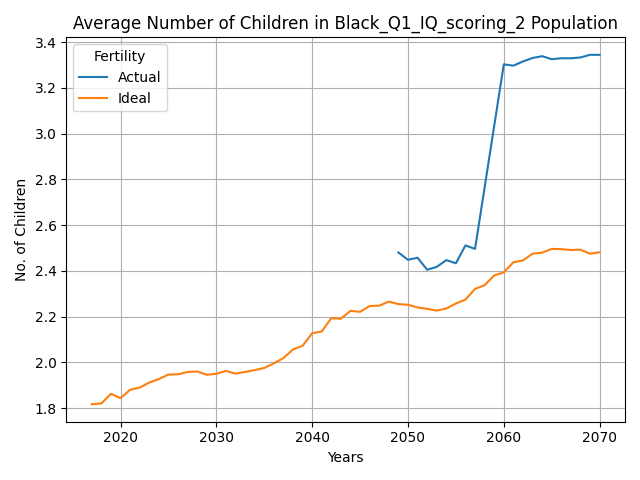 Average Number of Children in Black_Q1_IQ_scoring_2 Population
3.4
3.2
3.0
2.8
2.6
2.4
2.2
2.0
1.8
No. of Children
Fertility
Actual
Ideal
2020 2030 2040 2050 2060 2070
Years